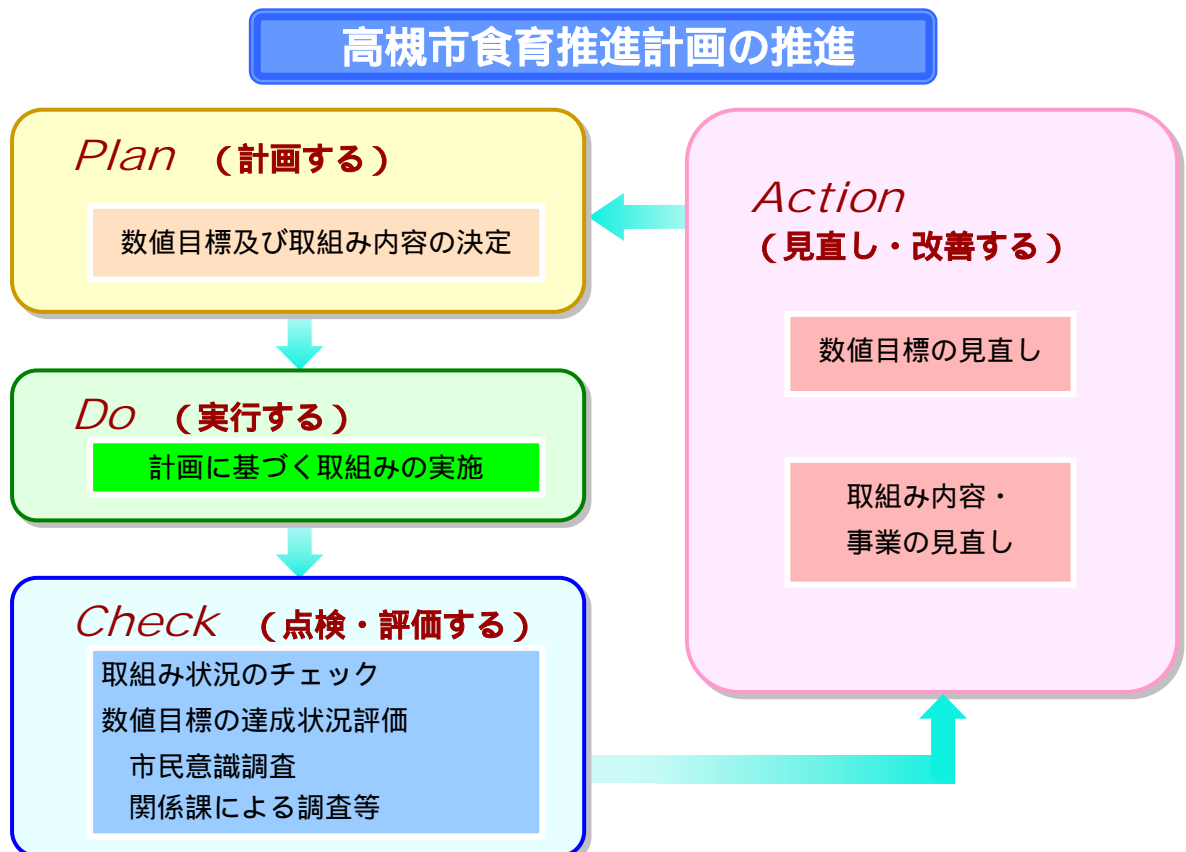 高槻市食育推進計画の推進
Plan （計画する）
数値目標及び取組み内容の決定
Do （実行する）
計画に基づく取組みの実施
Check （点検・評価する）
取組み状況のチェック
数値目標の達成状況評価
市民意識調査
関係課による調査等
Action
（見直し・改善する）
数値目標の見直し
取組み内容・
事業の見直し